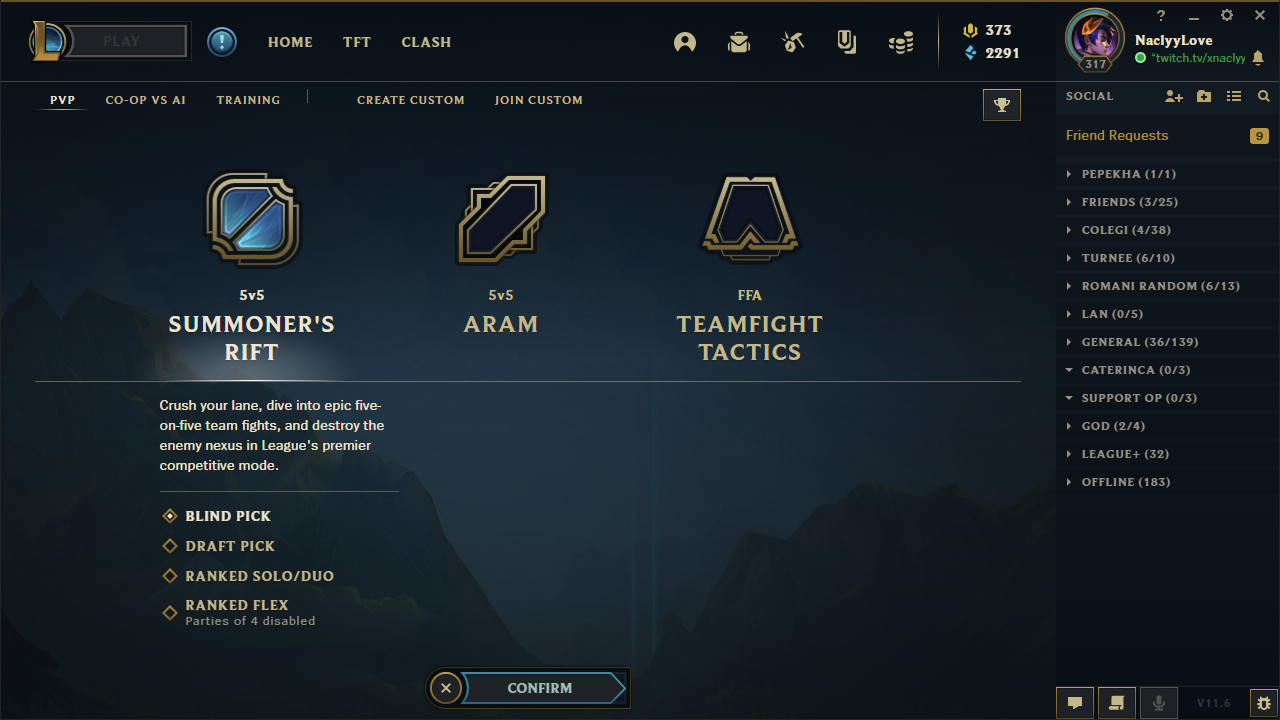 PLAY
HOME
TFT
CLASH
373
2291
317
NaclyyLove
"twitch.tv/xnaclyy
PVP
CO-OP VS AI
TRAINING
CREATE CUSTOM
JOIN CUSTOM
SOCIAL
Friend Requests
9
PEPEKHA (1/1)
FRIENDS (3/25)
COLEGI (4/38)
TURNEE (6/10)
ROMANI RANDOM (6/13)
LAN (0/5)
GENERAL (36/139)
CATERINCA (0/3)
SUPPORT OP (0/3)
GOD (2/4)
LEAGUE+ (32)
OFFLINE (183)
5v5
SUMMONER'S
RIFT
5v5
ARAM
FFA
TEAMFIGHT
TACTICS
Crush your lane, dive into epic five-
on-five team fights, and destroy the
enemy nexus in League's premier
competitive mode.
BLIND PICK
DRAFT PICK
RANKED SOLO/DUO
RANKED FLEX
Parties of 4 disabled
CONFIRM
V11.6